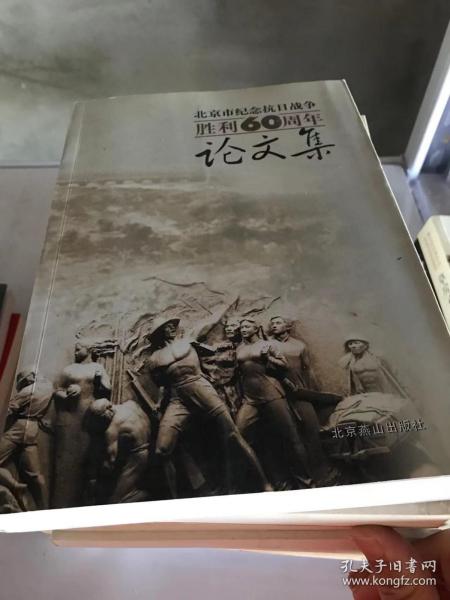 北京市纪念抗日战争
胜利60周年
论文集
北京燕山出版社
孔夫子旧书网
www.kongfz.com